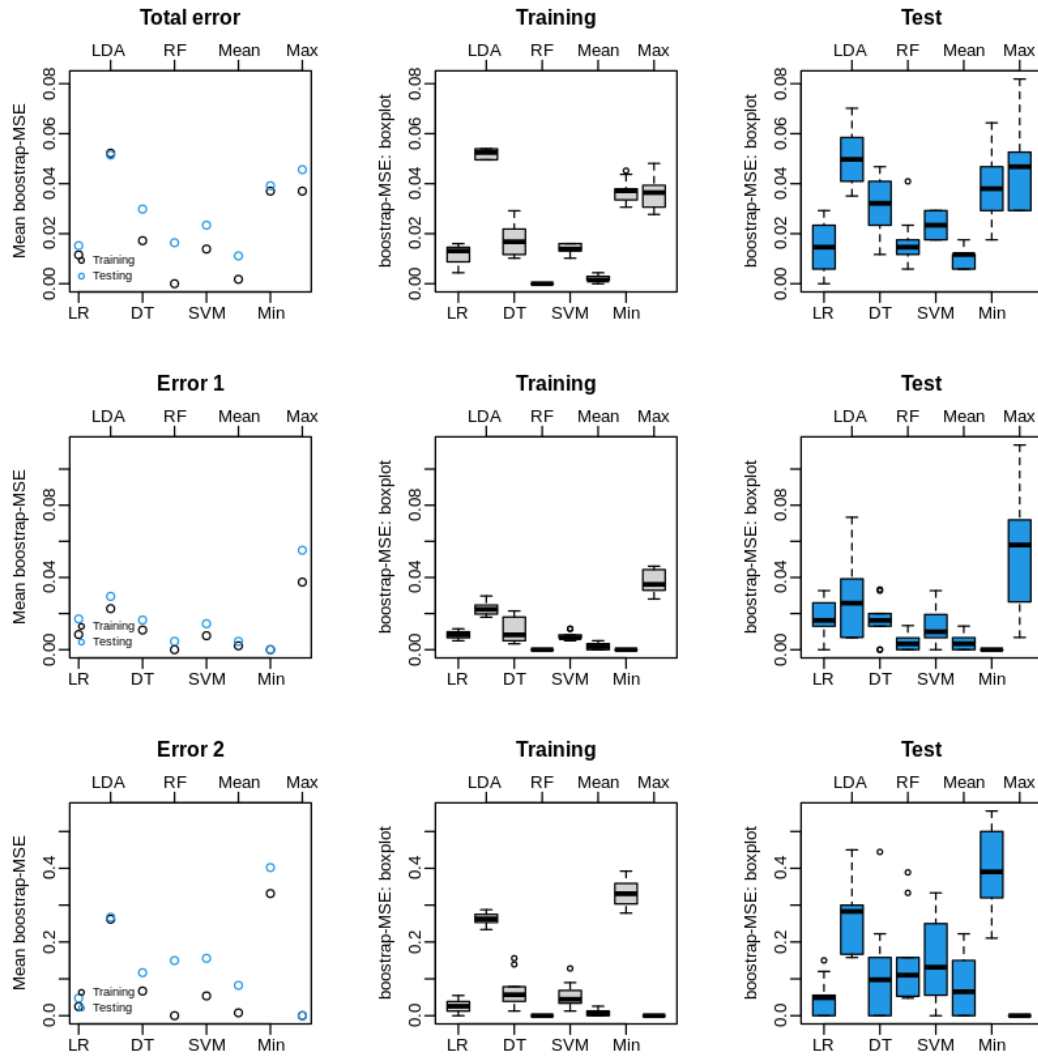 Total error Training Test
LDA RF Mean Max LDA RF Mean Max LDA RF Mean Max
Mean boostrap-MSE
0.00 0.02 0.04 0.06 0.08
Training
Testing
LR DT SVM Min
boostrap-MSE: boxplot
0.00 0.02 0.04 0.06 0.08
LR DT SVM Min
boostrap-MSE: boxplot
0.00 0.02 0.04 0.06 0.08
LR DT SVM Min
Error 1 Training Test
LDA RF Mean Max LDA RF Mean Max LDA RF Mean Max
Mean boostrap-MSE
0.00 0.04 0.08
Training
Testing
LR DT SVM Min
boostrap-MSE: boxplot
0.00 0.04 0.08
LR DT SVM Min
boostrap-MSE: boxplot
0.00 0.04 0.08
LR DT SVM Min
Error 2 Training Test
LDA RF Mean Max LDA RF Mean Max LDA RF Mean Max
Mean boostrap-MSE
0.0 0.2 0.4
Training
Testing
LR DT SVM Min
boostrap-MSE: boxplot
0.0 0.2 0.4
LR DT SVM Min
boostrap-MSE: boxplot
0.0 0.2 0.4
LR DT SVM Min